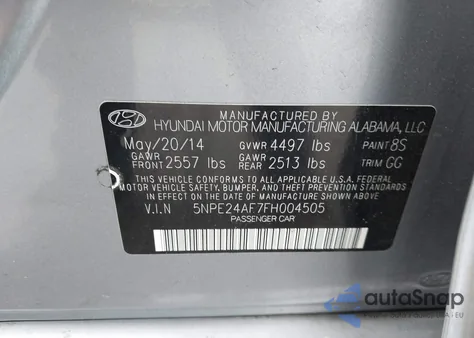 MANUFACTURED BY
HYUNDAI MOTOR MANUFACTURING ALABAMA, LLC
May/20/14 GVWR 4497 lbs PAINT 8S
GAWR FRONT 2557 lbs GAWR REAR 2513 lbs TRIM GG
THIS VEHICLE CONFORMS TO ALL APPLICABLE U.S.A. FEDERAL
MOTOR VEHICLE SAFETY, BUMPER, AND THEFT PREVENTION
STANDARDS IN EFFECT ON THE DATE OF MANUFACTURE SHOWN
ABOVE.
V.I.N 5NPE24AF7FH004505
PASSENGER CAR
autoSnap